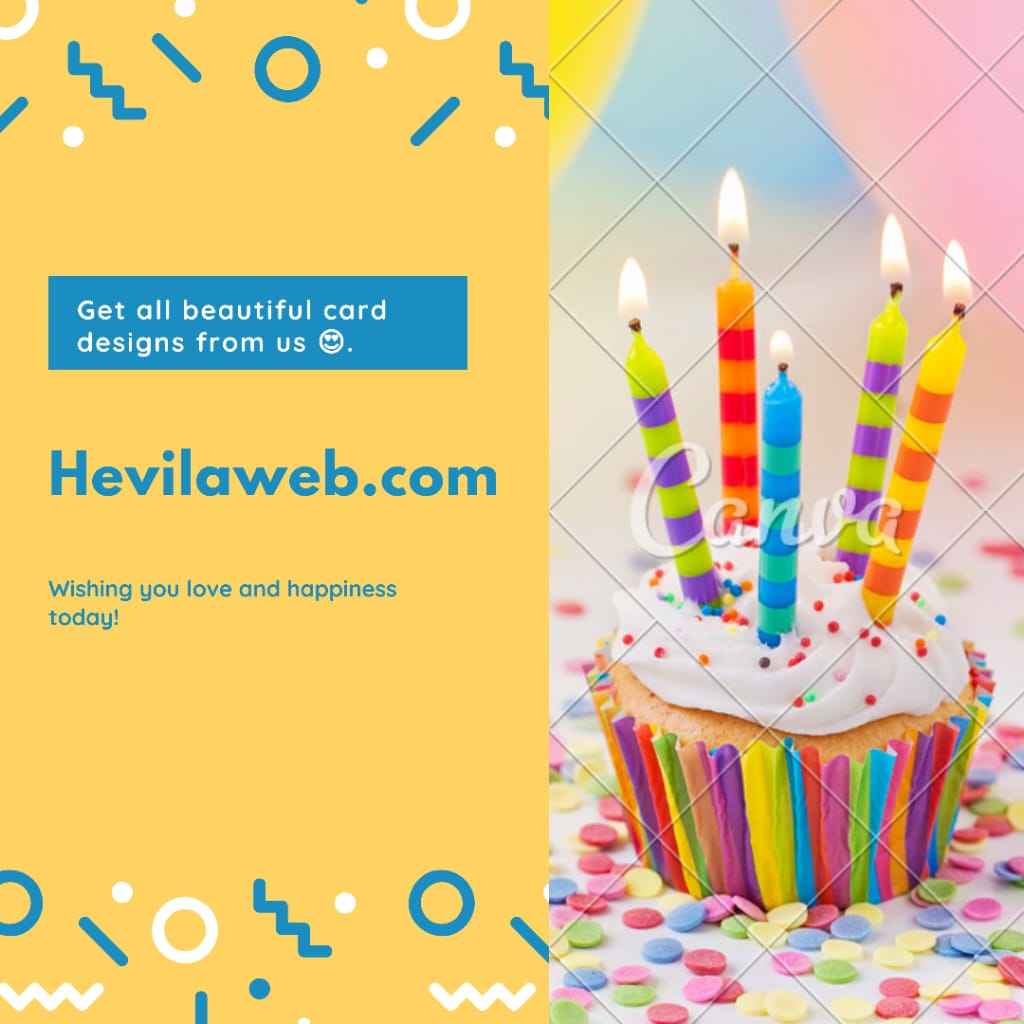 Get all beautiful card
designs from us 😍.
Hevilaweb.com
Wishing you love and happiness
today!
Canva